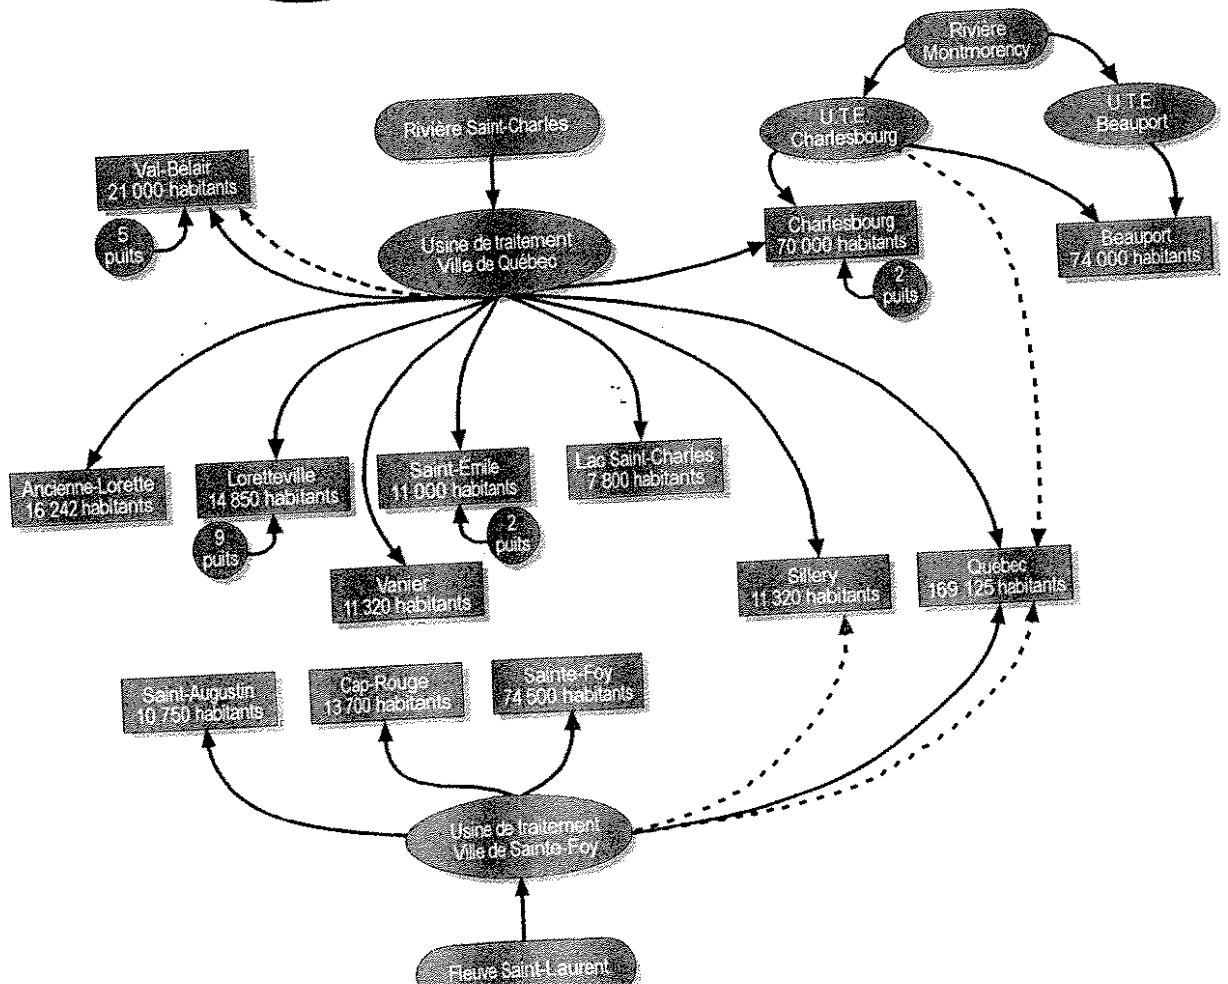 Rivière
Montmorency
U T E
Charlesbourg
U T E
Beauport
Rivière Saint-Charles
Val-Bélair
21 000 habitants
5
puits
Usine de traitement
Ville de Québec
Charlesbourg
70 000 habitants
2
puits
Beauport
74 000 habitants
Ancienne-Lorette
16 242 habitants
Loretteville
14 850 habitants
9
puits
Saint-Émile
11 000 habitants
2
puits
Lac Saint-Charles
7 800 habitants
Vanier
11 320 habitants
Sillery
11 320 habitants
Québec
169 125 habitants
Saint-Augustin
10 750 habitants
Cap-Rouge
13 700 habitants
Sainte-Foy
74 500 habitants
Usine de traitement
Ville de Sainte-Foy
Fleuve Saint-Laurent